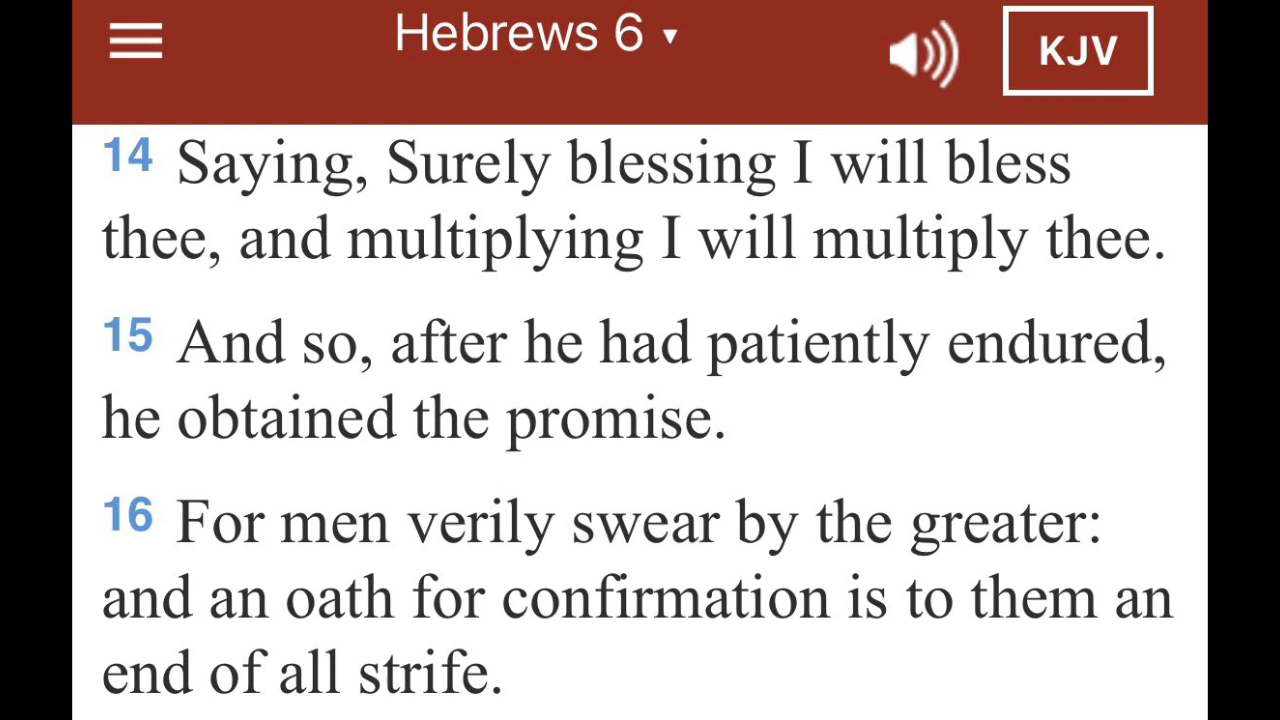 Hebrews 6 ▾
KJV
14 Saying, Surely blessing I will bless
thee, and multiplying I will multiply thee.
15 And so, after he had patiently endured,
he obtained the promise.
16 For men verily swear by the greater:
and an oath for confirmation is to them an
end of all strife.